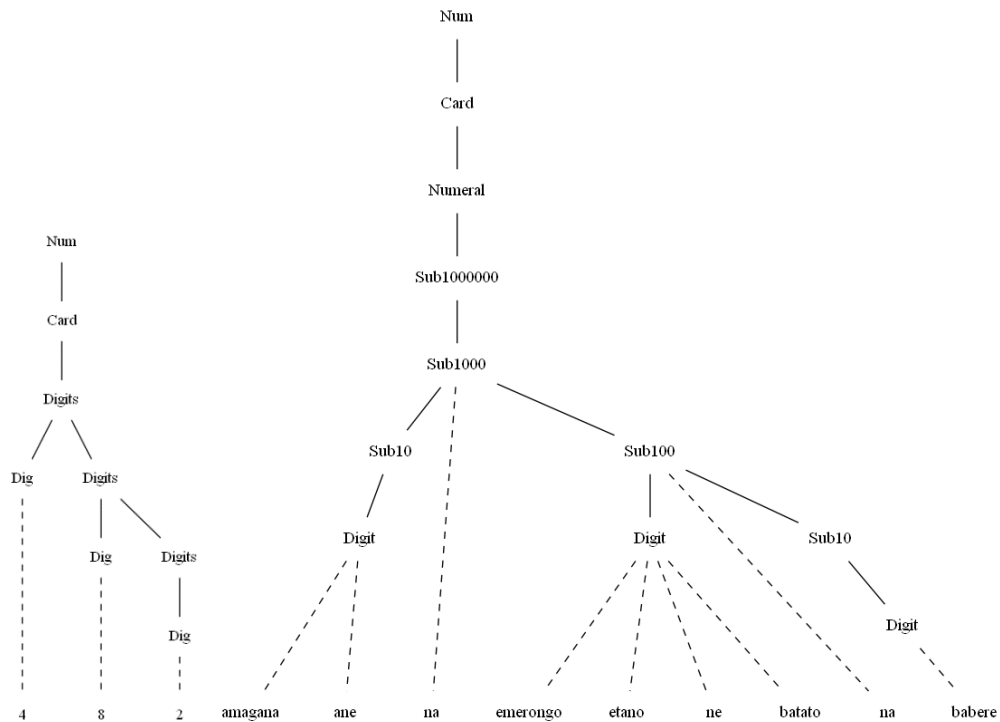 Num
Card
Numeral
Num
Sub1000000
Card
Sub1000
Digits
Sub10 Sub100
Dig Digits
Digit Digit Sub10
Dig Digits
Digit
Dig
4 8 2 amagana ane na emerongo etano ne batato na babere